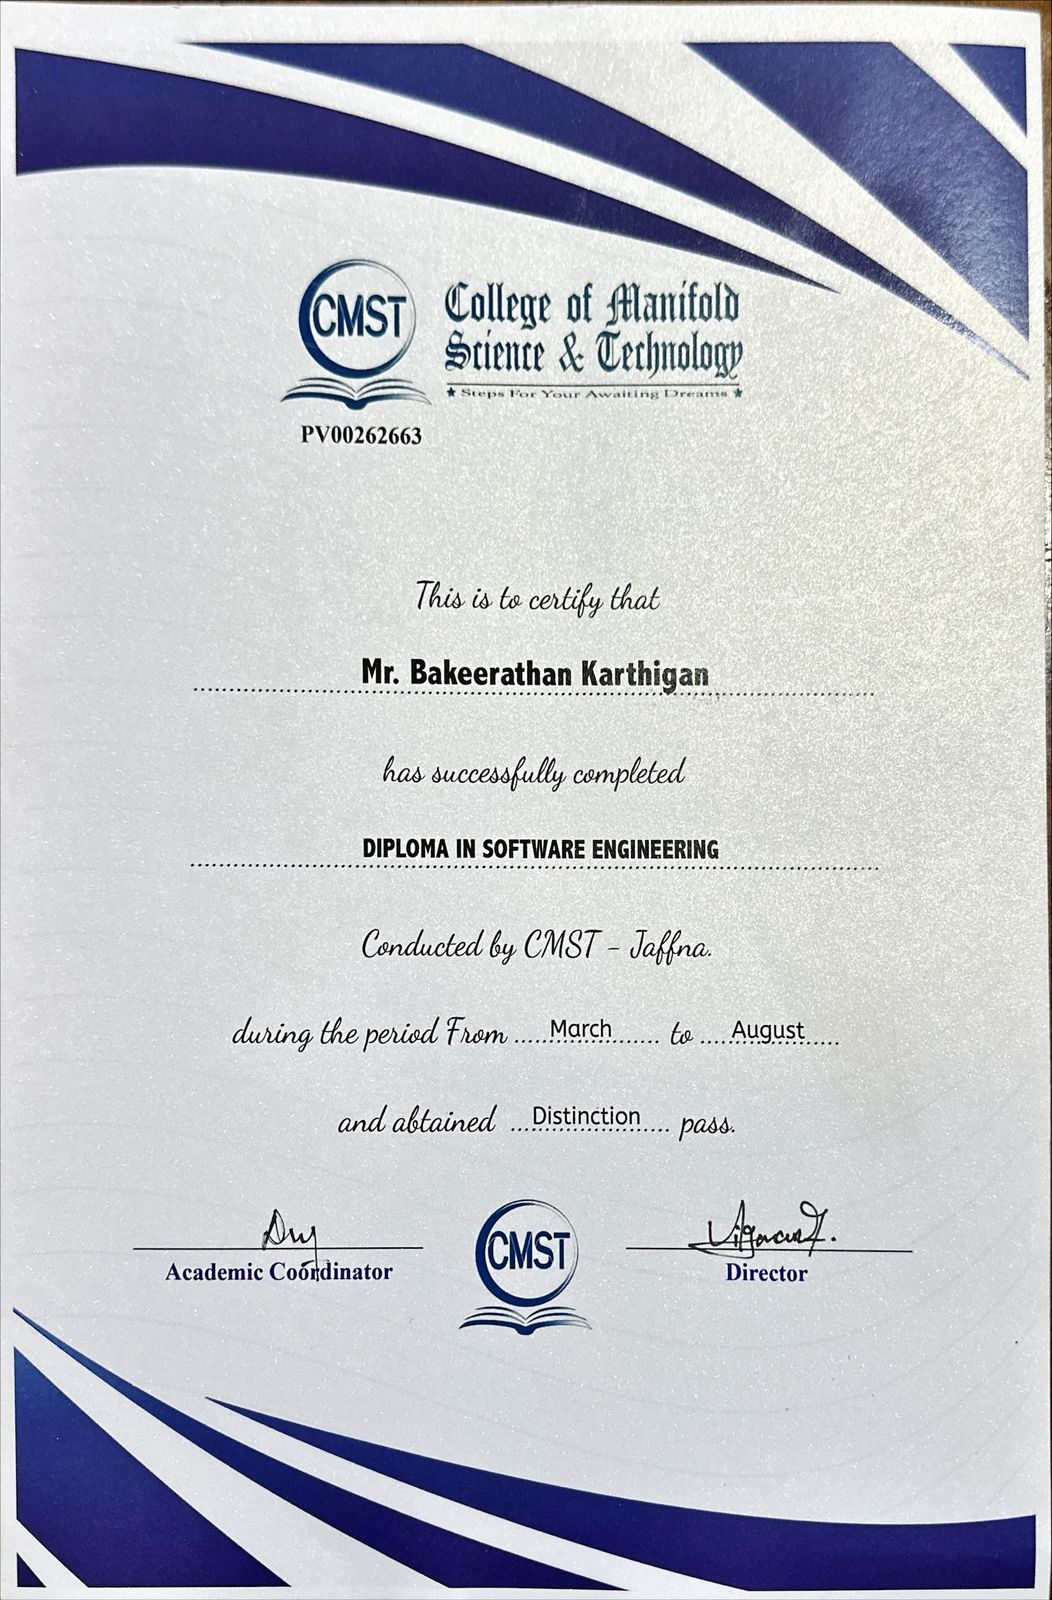 CMST
College of Manifold
Science & Technology
★ Steps For Your Awaiting Dreams ★
PV00262663
This is to certify that
Mr. Bakeerathan Karthigan
has successfully completed
DIPLOMA IN SOFTWARE ENGINEERING
Conducted by CMST - Jaffna.
during the period From ......March....... to ......August......
and abtained ...Distinction.... pass.
CMST
Academic Coordinator
Director